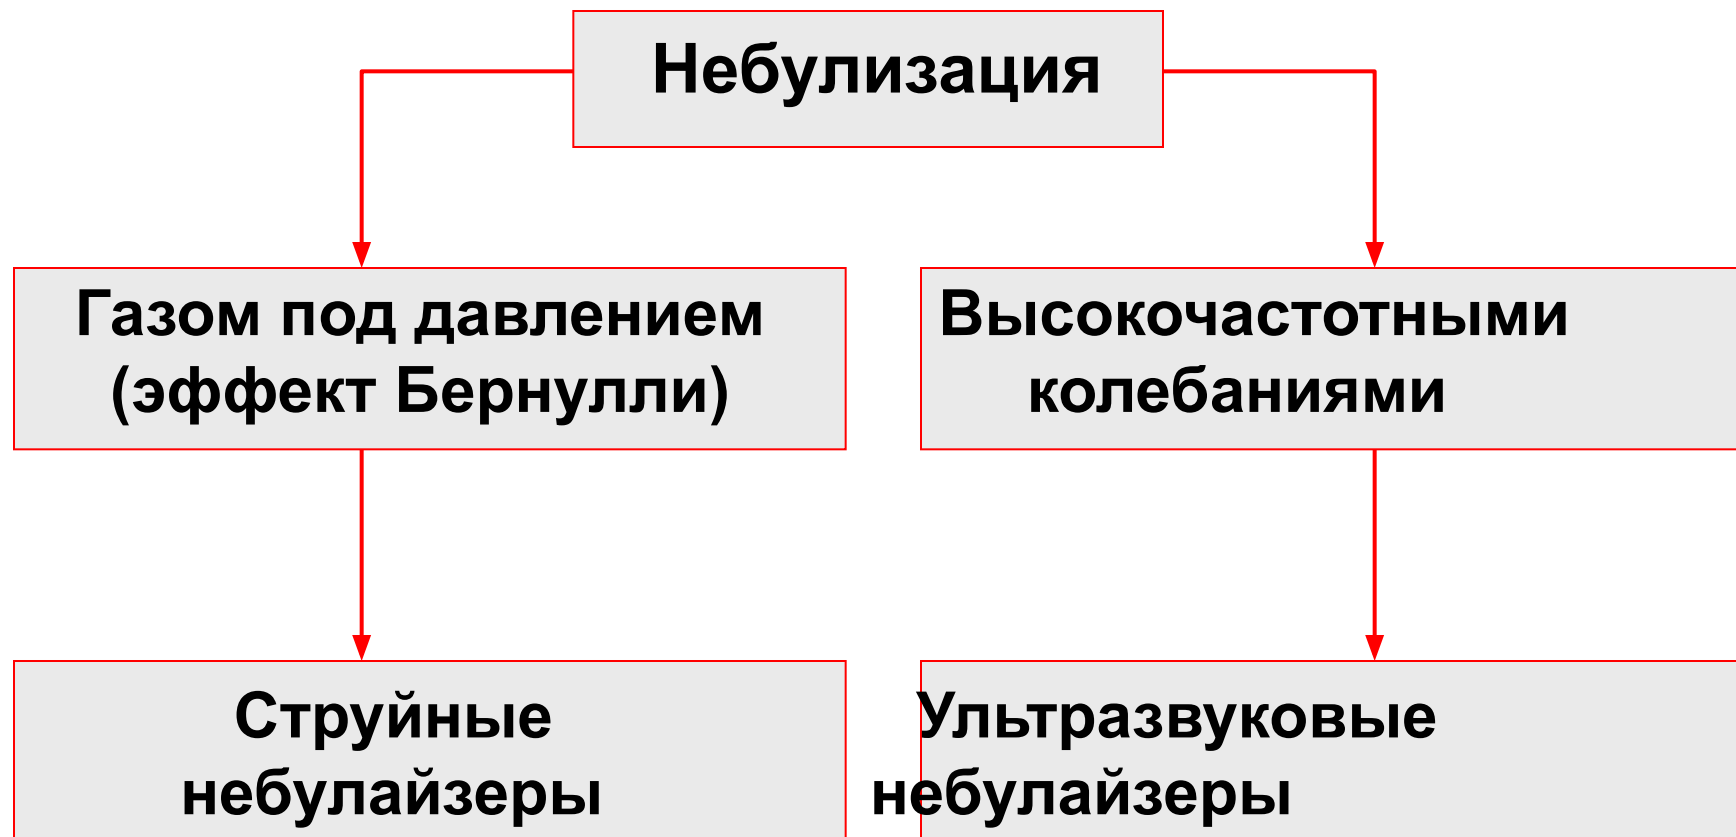 Небулизация
Газом под давлением
(эффект Бернулли)
Высокочастотными
колебаниями
Струйные
небулайзеры
Ультразвуковые
небулайзеры